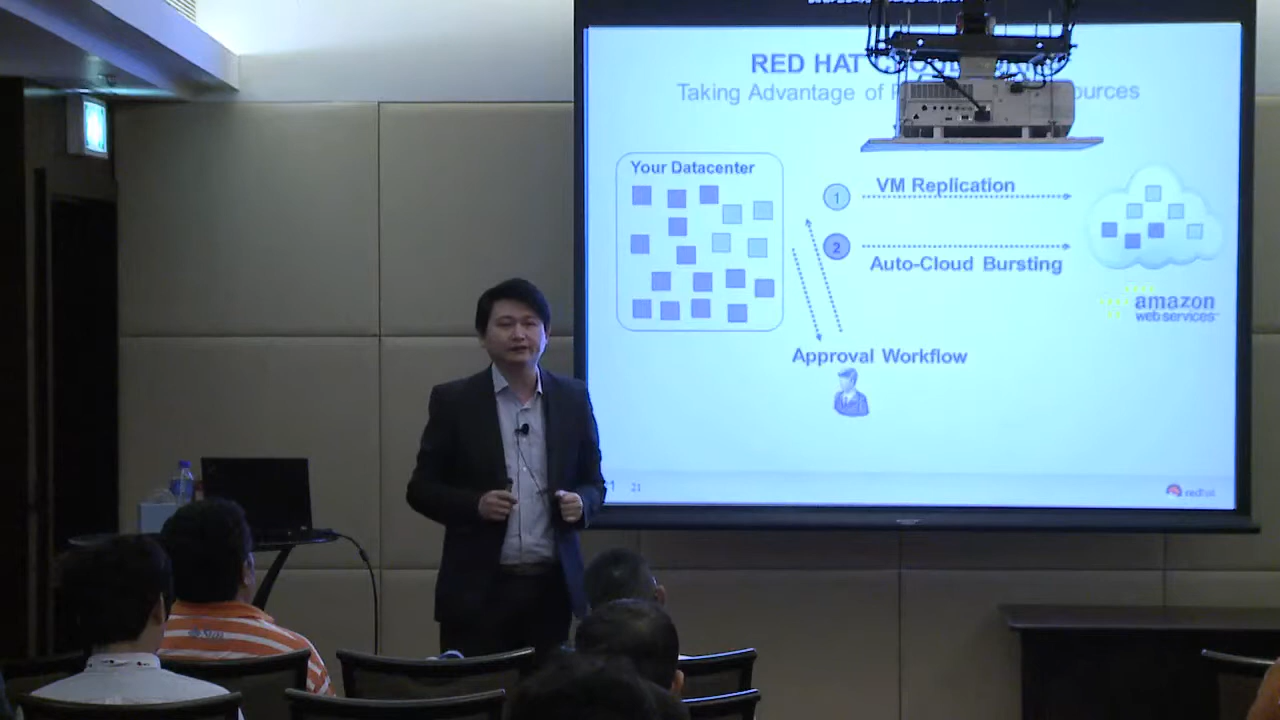 RED HAT
Taking Advantage of
Your Datacenter
1
VM Replication
2
Auto-Cloud Bursting
amazon
web services
Approval Workflow
21
redhat